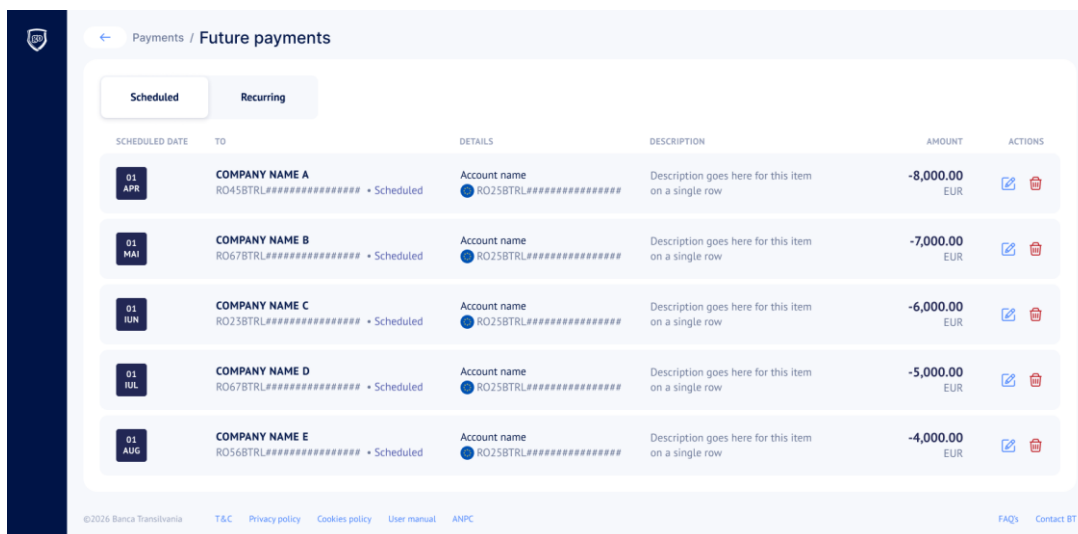 Payments / Future payments
Scheduled Recurring
SCHEDULED DATE TO DETAILS DESCRIPTION AMOUNT ACTIONS
01 COMPANY NAME A Account name Description goes here for this item -8,000.00
APR RO45BTRL################ • Scheduled RO25BTRL################ on a single row EUR
01 COMPANY NAME B Account name Description goes here for this item -7,000.00
MAI RO67BTRL################ • Scheduled RO25BTRL################ on a single row EUR
01 COMPANY NAME C Account name Description goes here for this item -6,000.00
IUN RO23BTRL################ • Scheduled RO25BTRL################ on a single row EUR
01 COMPANY NAME D Account name Description goes here for this item -5,000.00
IUL RO67BTRL################ • Scheduled RO25BTRL################ on a single row EUR
01 COMPANY NAME E Account name Description goes here for this item -4,000.00
AUG RO56BTRL################ • Scheduled RO25BTRL################ on a single row EUR
©2026 Banca Transilvania T&C Privacy policy Cookies policy User manual ANPC FAQ's Contact BT